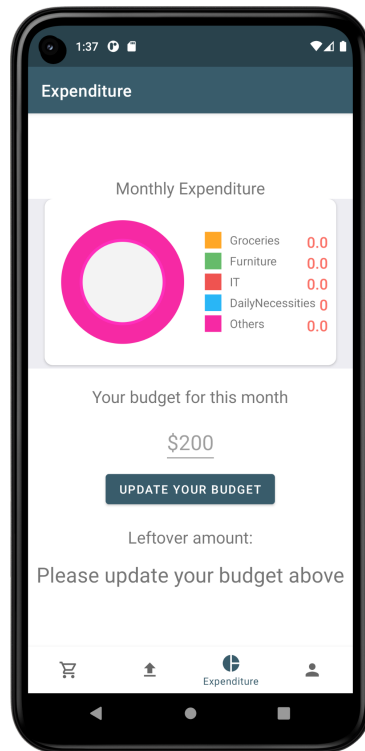 1:37
Expenditure
Monthly Expenditure
Groceries 0.0
Furniture 0.0
IT 0.0
DailyNecessities 0
Others 0.0
Your budget for this month
$200
UPDATE YOUR BUDGET
Leftover amount:
Please update your budget above
Expenditure